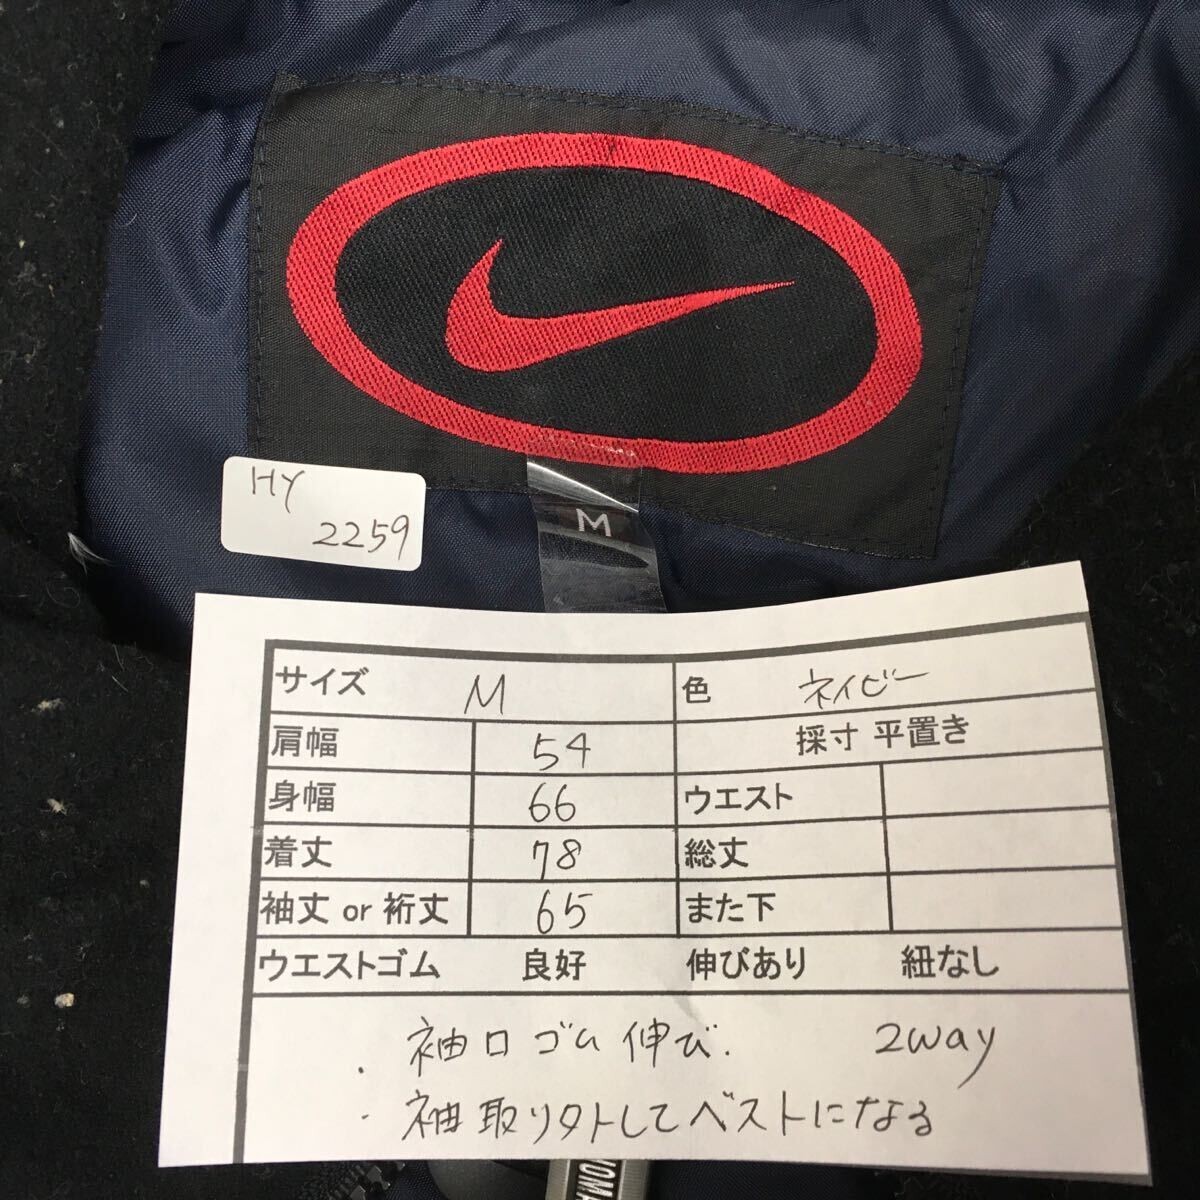 HY
2259
M
サイズ M 色 ネイビー
肩幅 54 採寸 平置き
身幅 66 ウエスト
着丈 78 総丈
袖丈 or 裄丈 65 また下
ウエストゴム 良好 伸びあり 紐なし
・袖口ゴム伸び. 2way
・袖取り外してベストになる